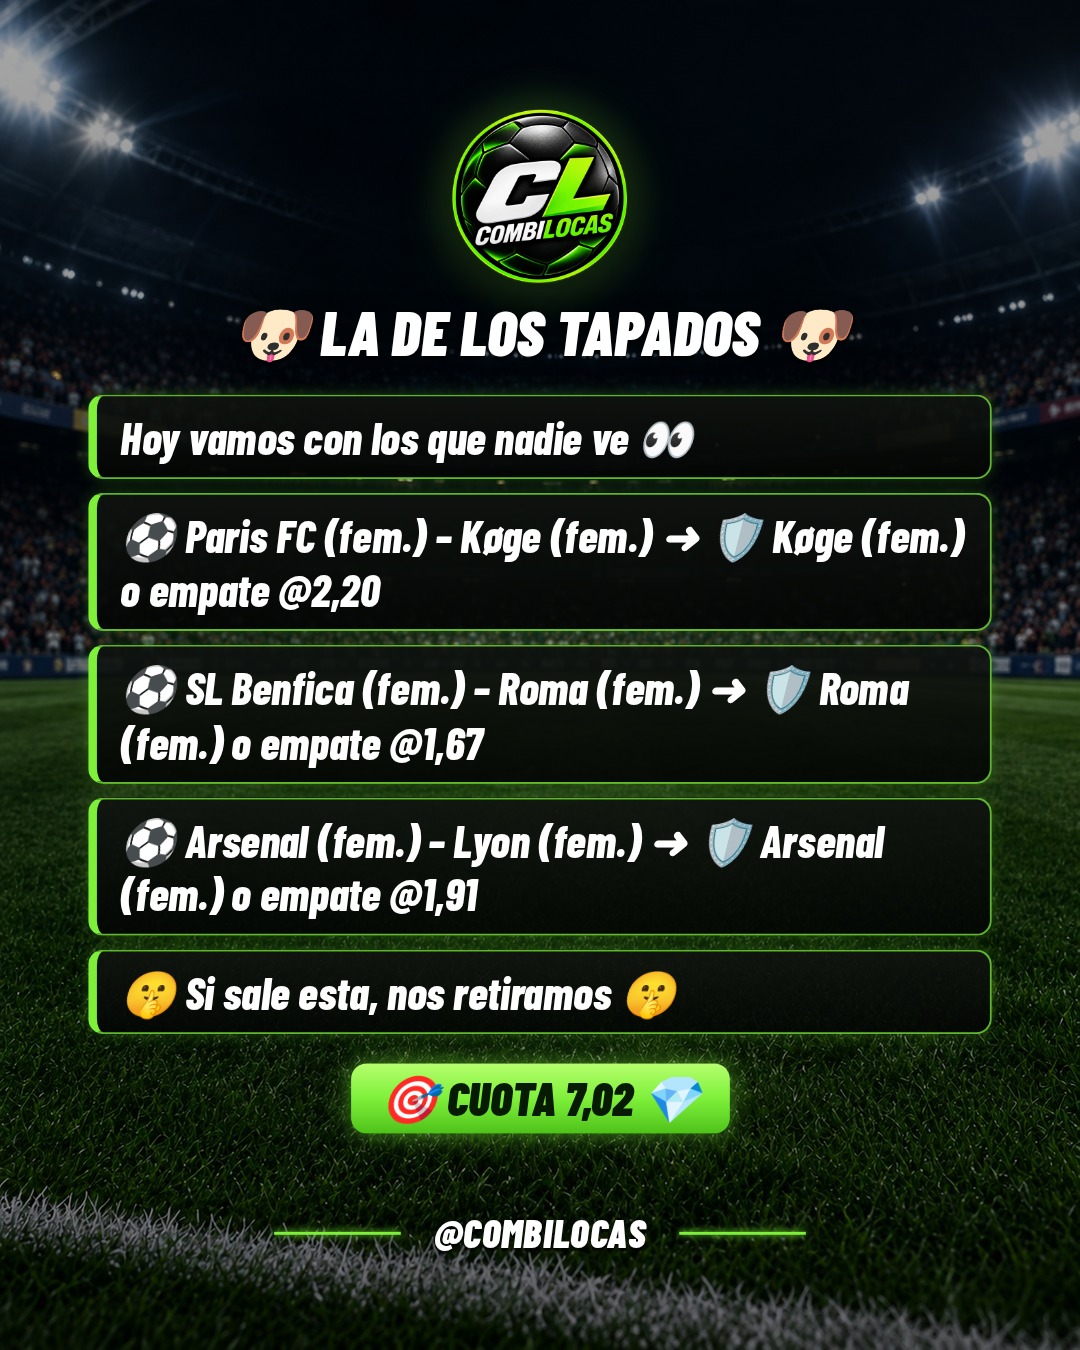 CL
COMBILOCAS
🐶 LA DE LOS TAPADOS 🐶
Hoy vamos con los que nadie ve 👀
⚽ Paris FC (fem.) – Køge (fem.) → 🛡️ Køge (fem.)
o empate @2,20
⚽ SL Benfica (fem.) – Roma (fem.) → 🛡️ Roma
(fem.) o empate @1,67
⚽ Arsenal (fem.) – Lyon (fem.) → 🛡️ Arsenal
(fem.) o empate @1,91
🤫 Si sale esta, nos retiramos 🤫
🎯 CUOTA 7,02 💎
@COMBILOCAS